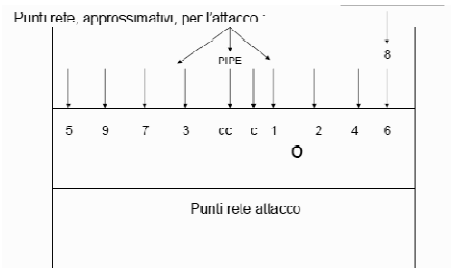 Punti rete, approssimativi, per l'attacco :
PIPE
8
5 9 7 3 cc c 1 2 4 6
O
Punti rete attacco